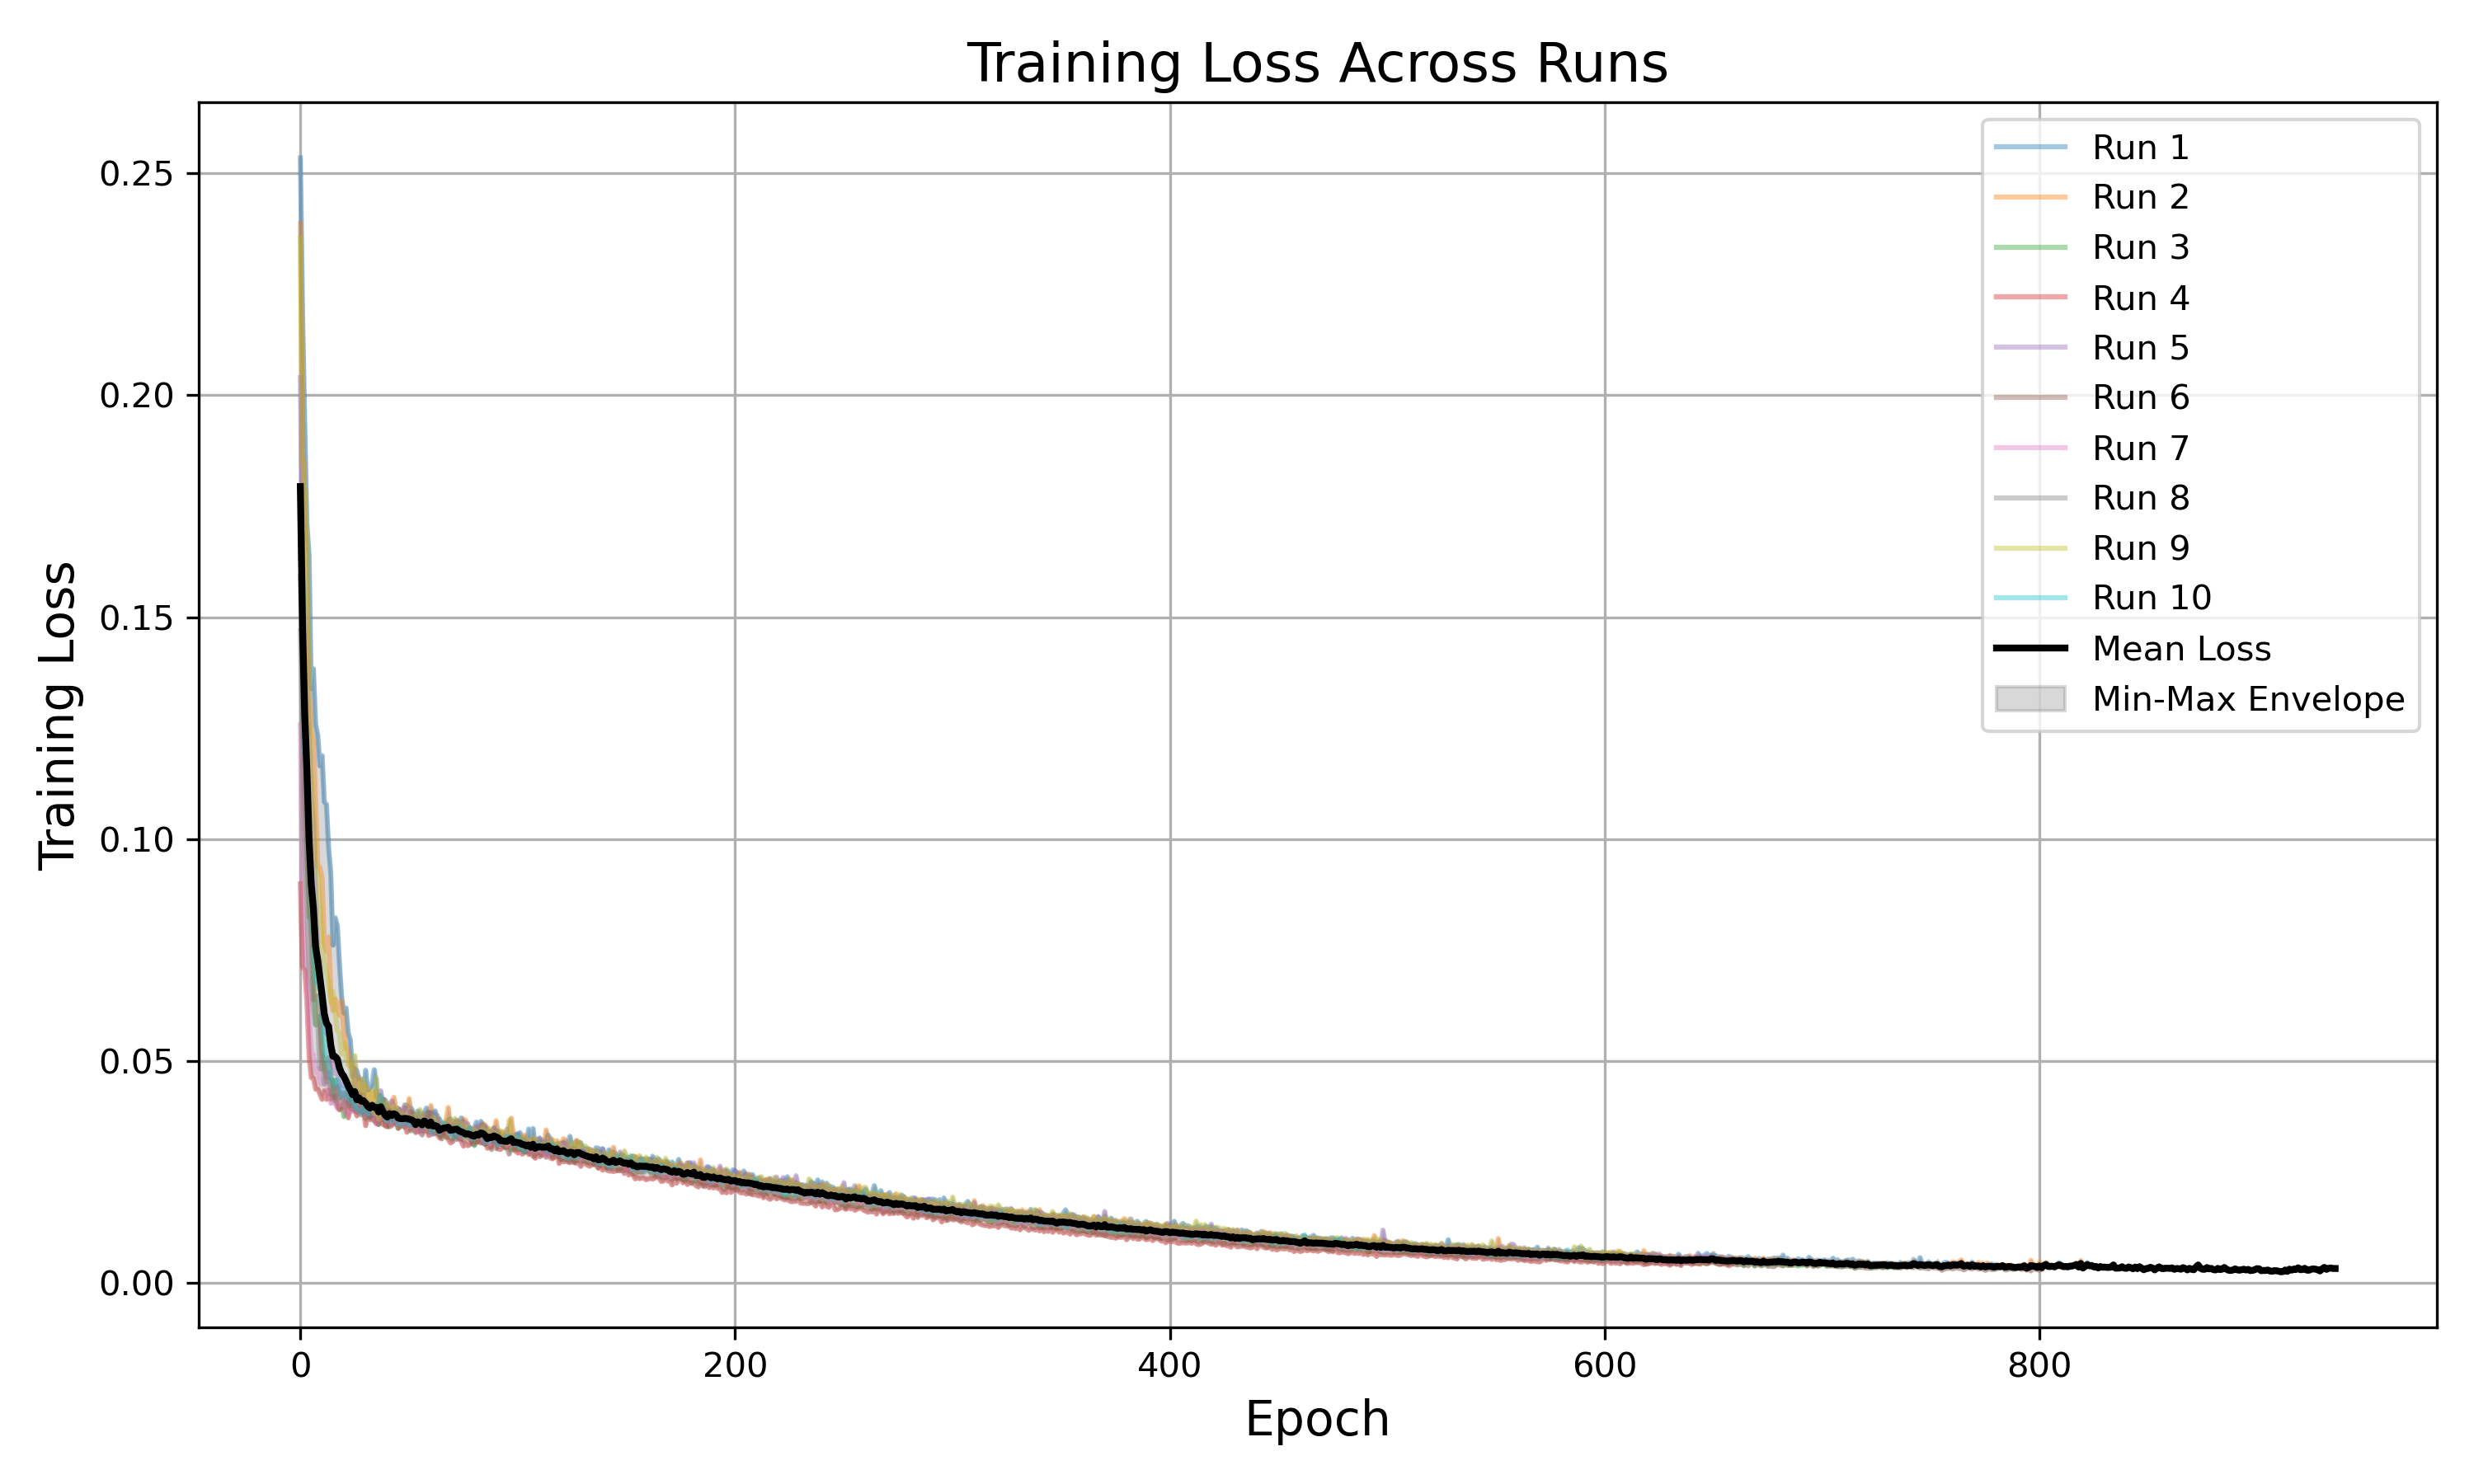 Training Loss Across Runs
Training Loss
0.25
0.20
0.15
0.10
0.05
0.00
0
200
400
600
800
Epoch
Run 1
Run 2
Run 3
Run 4
Run 5
Run 6
Run 7
Run 8
Run 9
Run 10
Mean Loss
Min-Max Envelope